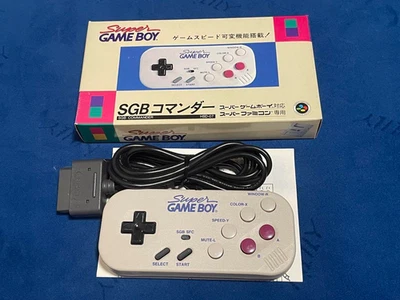 Super
GAME BOY
ゲームスピード可変機能搭載!
Super
GAME BOY
SGBコマンダー
スーパーゲームボーイ対応
スーパーファミコン専用
SGB COMMANDER
Super
GAME BOY
WINDOW-R
COLOR-X
SPEED-Y
MUTE-L
SGB SFC
SELECT
START
B
A